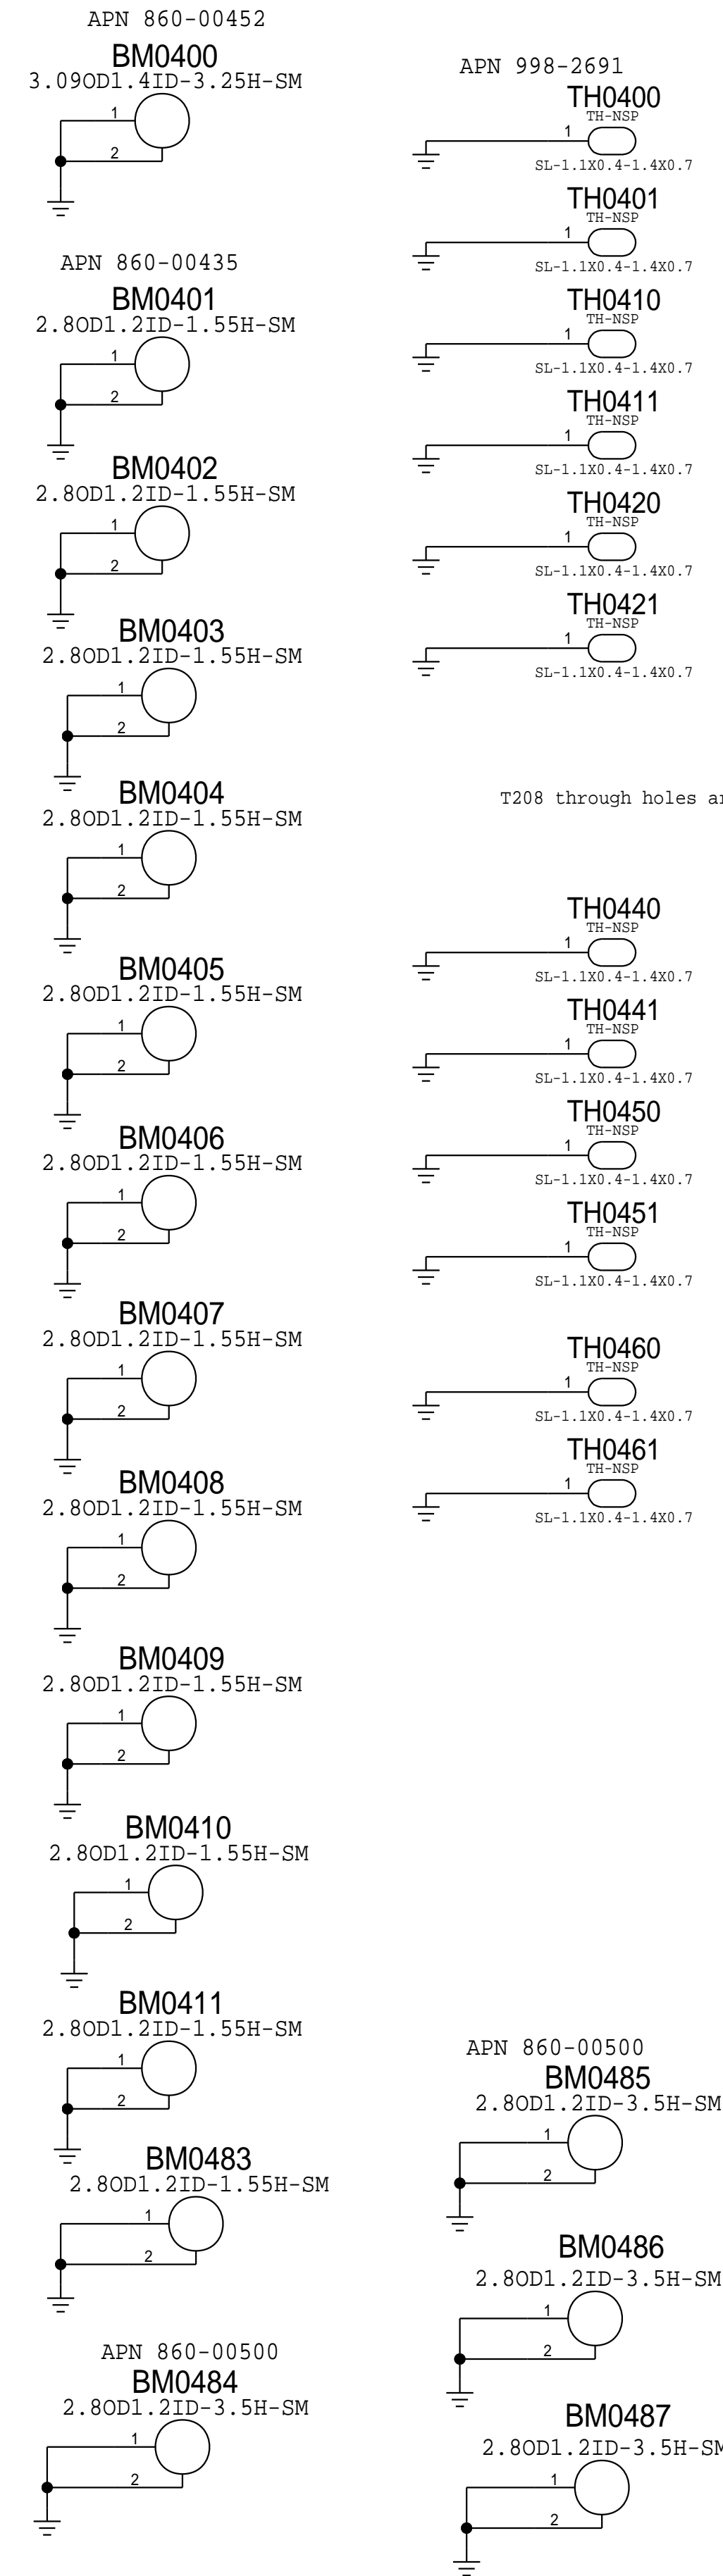 APN 860-00452
BM0400
3.09OD1.4ID-3.25H-SM
1
2
APN 860-00435
BM0401
2.8OD1.2ID-1.55H-SM
1
2
BM0402
2.8OD1.2ID-1.55H-SM
1
2
BM0403
2.8OD1.2ID-1.55H-SM
1
2
BM0404
2.8OD1.2ID-1.55H-SM
1
2
BM0405
2.8OD1.2ID-1.55H-SM
1
2
BM0406
2.8OD1.2ID-1.55H-SM
1
2
BM0407
2.8OD1.2ID-1.55H-SM
1
2
BM0408
2.8OD1.2ID-1.55H-SM
1
2
BM0409
2.8OD1.2ID-1.55H-SM
1
2
BM0410
2.8OD1.2ID-1.55H-SM
1
2
BM0411
2.8OD1.2ID-1.55H-SM
1
2
BM0483
2.8OD1.2ID-1.55H-SM
1
2
APN 860-00500
BM0484
2.8OD1.2ID-3.5H-SM
1
2
APN 998-2691
TH0400
TH-NSP
1
SL-1.1X0.4-1.4X0.7
TH0401
TH-NSP
1
SL-1.1X0.4-1.4X0.7
TH0410
TH-NSP
1
SL-1.1X0.4-1.4X0.7
TH0411
TH-NSP
1
SL-1.1X0.4-1.4X0.7
TH0420
TH-NSP
1
SL-1.1X0.4-1.4X0.7
TH0421
TH-NSP
1
SL-1.1X0.4-1.4X0.7
T208 through holes
TH0440
TH-NSP
1
SL-1.1X0.4-1.4X0.7
TH0441
TH-NSP
1
SL-1.1X0.4-1.4X0.7
TH0450
TH-NSP
1
SL-1.1X0.4-1.4X0.7
TH0451
TH-NSP
1
SL-1.1X0.4-1.4X0.7
TH0460
TH-NSP
1
SL-1.1X0.4-1.4X0.7
TH0461
TH-NSP
1
SL-1.1X0.4-1.4X0.7
APN 860-00500
BM0485
2.8OD1.2ID-3.5H-SM
1
2
BM0486
2.8OD1.2ID-3.5H-SM
1
2
BM0487
2.8OD1.2ID-3.5H-SM
1
2